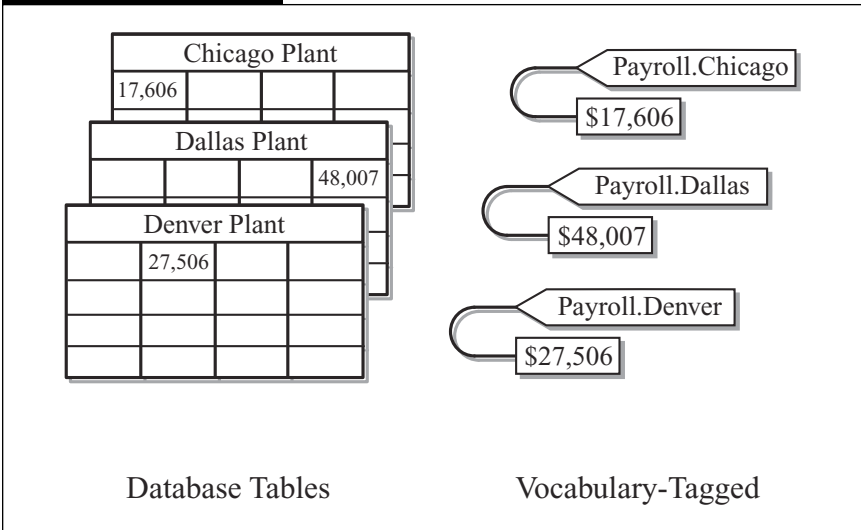 Chicago Plant
17,606
Dallas Plant
48,007
Denver Plant
27,506
Payroll.Chicago
$17,606
Payroll.Dallas
$48,007
Payroll.Denver
$27,506
Database Tables
Vocabulary-Tagged